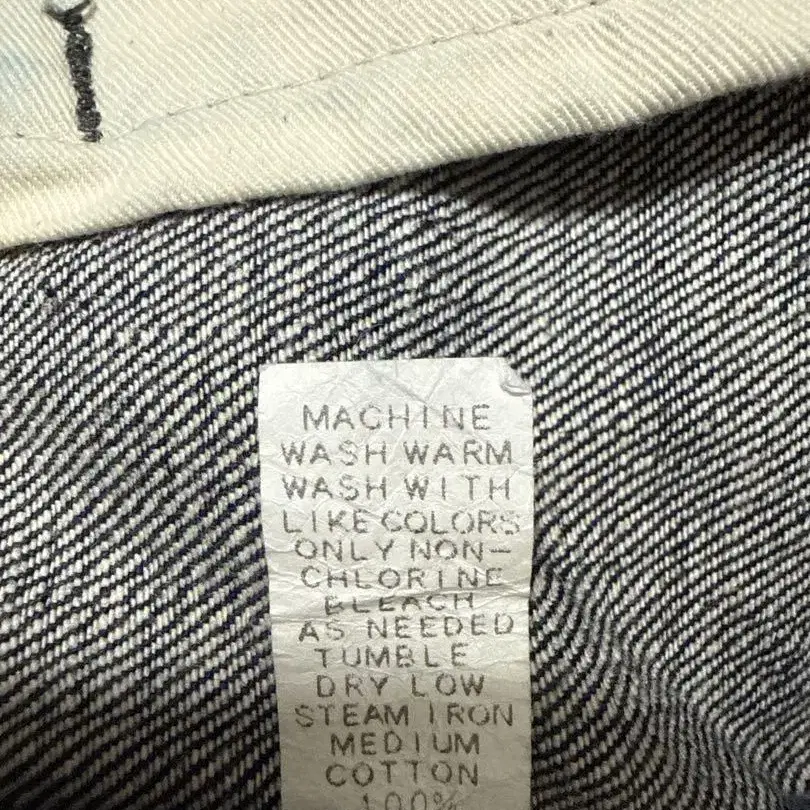 MACHINE
WASH WARM
WASH WITH
LIKE COLORS
ONLY NON-
CHLORINE
BLEACH
AS NEEDED
TUMBLE
DRY LOW
STEAM IRON
MEDIUM
COTTON
100%